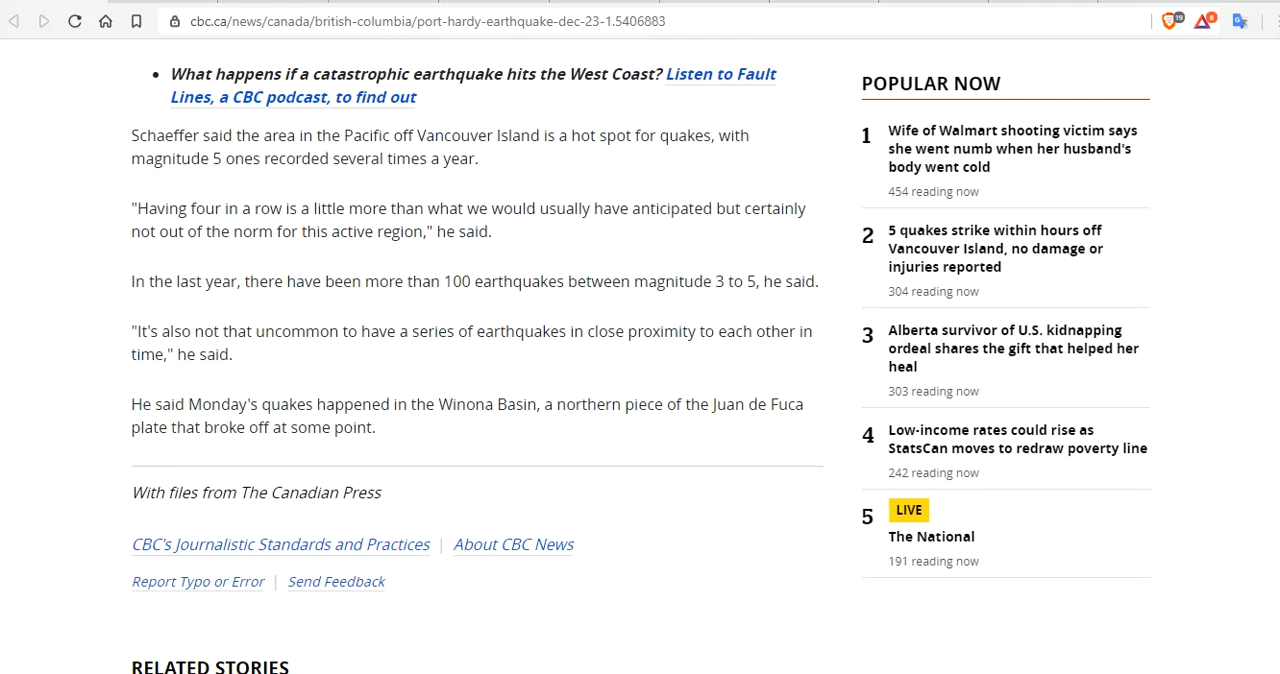 cbc.ca/news/canada/british-columbia/port-hardy-earthquake-dec-23-1.5406883
19
8
What happens if a catastrophic earthquake hits the West Coast? Listen to Fault
Lines, a CBC podcast, to find out
Schaeffer said the area in the Pacific off Vancouver Island is a hot spot for quakes, with
magnitude 5 ones recorded several times a year.
"Having four in a row is a little more than what we would usually have anticipated but certainly
not out of the norm for this active region," he said.
In the last year, there have been more than 100 earthquakes between magnitude 3 to 5, he said.
"It's also not that uncommon to have a series of earthquakes in close proximity to each other in
time," he said.
He said Monday's quakes happened in the Winona Basin, a northern piece of the Juan de Fuca
plate that broke off at some point.
With files from The Canadian Press
CBC's Journalistic Standards and Practices | About CBC News
Report Typo or Error | Send Feedback
RELATED STORIES
POPULAR NOW
1 Wife of Walmart shooting victim says
she went numb when her husband's
body went cold
454 reading now
2 5 quakes strike within hours off
Vancouver Island, no damage or
injuries reported
304 reading now
3 Alberta survivor of U.S. kidnapping
ordeal shares the gift that helped her
heal
303 reading now
4 Low-income rates could rise as
StatsCan moves to redraw poverty line
242 reading now
5 LIVE
The National
191 reading now